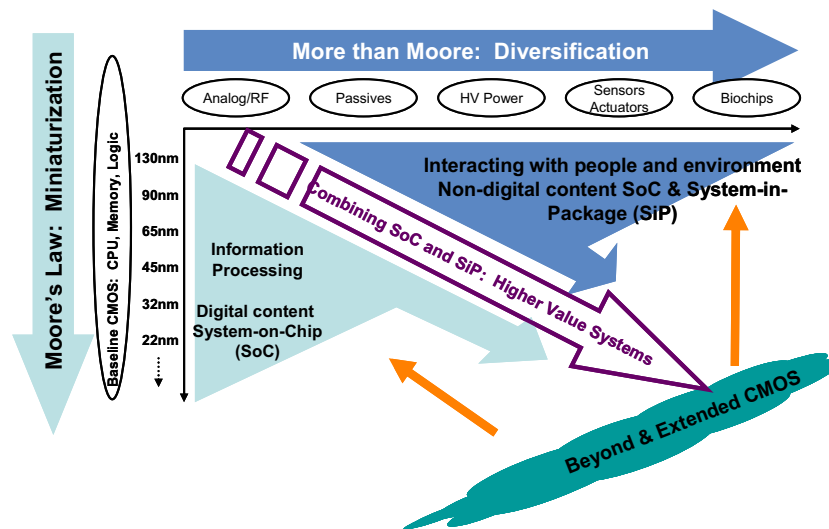 More than Moore: Diversification
Analog/RF
Passives
HV Power
Sensors
Actuators
Biochips
Moore's Law: Miniaturization
Baseline CMOS: CPU, Memory, Logic
130nm
90nm
65nm
45nm
32nm
22nm
Interacting with people and environment
Non-digital content SoC & System-in-
Package (SiP)
Combining SoC and SiP: Higher Value Systems
Information
Processing
Digital content
System-on-Chip
(SoC)
Beyond & Extended CMOS